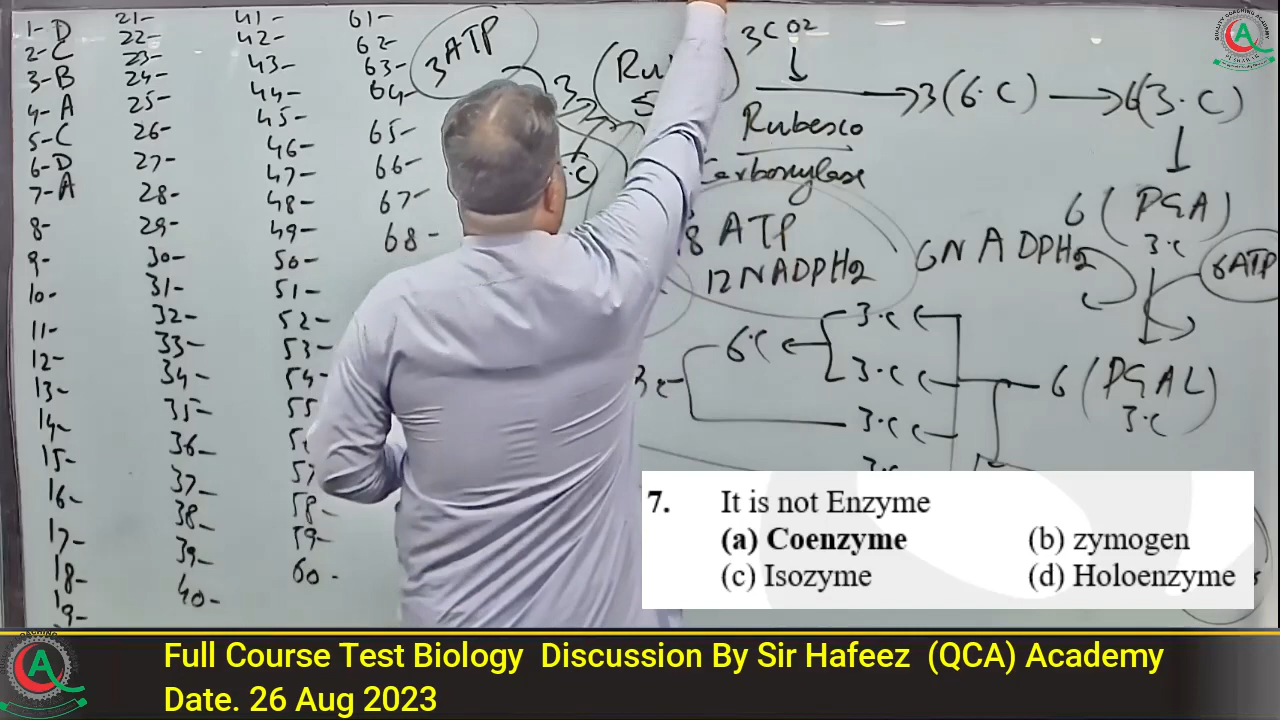 1- D
2- C
3- B
4- A
5- C
6- D
7- A
8-
9-
10-
11-
12-
13-
14-
15-
16-
17-
18-
19-
21-
22-
23-
24-
25-
26-
27-
28-
29-
30-
31-
32-
33-
34-
35-
36-
37-
38-
39-
40-
41-
42-
43-
44-
45-
46-
47-
48-
49-
50-
51-
52-
53-
54-
55
57
58-
59-
60-
61-
62-
63-
64-
65-
66-
67-
68-
3ATP
3CO2
3(6.C)
6(3.C)
Rubesco
Carboxylase
6(PGA)
3.C
18 ATP
12NADPH2
6NADPH2
6ATP
6.C
3.C
3.C
3.C
6(PGAL)
3.C
7. It is not Enzyme
(a) Coenzyme (b) zymogen
(c) Isozyme (d) Holoenzyme
Full Course Test Biology Discussion By Sir Hafeez (QCA) Academy
Date. 26 Aug 2023